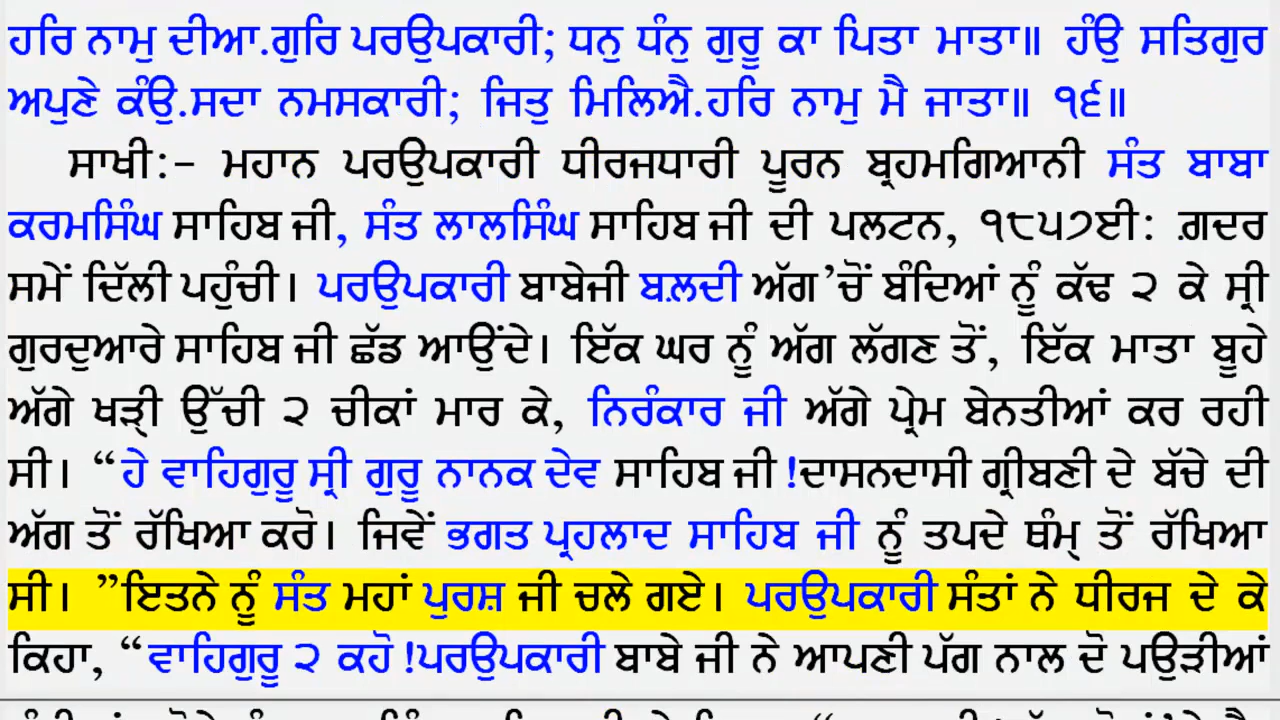 ਹਰਿ ਨਾਮੁ ਦੀਆ.ਗੁਰਿ ਪਰਉਪਕਾਰੀ; ਧਨੁ ਧੰਨੁ ਗੁਰੂ ਕਾ ਪਿਤਾ ਮਾਤਾ॥ ਹੰਉ ਸਤਿਗੁਰ
ਅਪੁਣੇ ਕੰਉ.ਸਦਾ ਨਮਸਕਾਰੀ; ਜਿਤੁ ਮਿਲਿਐ.ਹਰਿ ਨਾਮੁ ਮੈ ਜਾਤਾ॥ ੧੬॥
ਸਾਖੀ:- ਮਹਾਨ ਪਰਉਪਕਾਰੀ ਧੀਰਜਧਾਰੀ ਪੂਰਨ ਬ੍ਰਹਮਗਿਆਨੀ ਸੰਤ ਬਾਬਾ
ਕਰਮਸਿੰਘ ਸਾਹਿਬ ਜੀ, ਸੰਤ ਲਾਲਸਿੰਘ ਸਾਹਿਬ ਜੀ ਦੀ ਪਲਟਨ, ੧੮੫੭ਈ: ਗ਼ਦਰ
ਸਮੇਂ ਦਿੱਲੀ ਪਹੁੰਚੀ। ਪਰਉਪਕਾਰੀ ਬਾਬੇਜੀ ਬਲ਼ਦੀ ਅੱਗ'ਚੋਂ ਬੰਦਿਆਂ ਨੂੰ ਕੱਢ ੨ ਕੇ ਸ੍ਰੀ
ਗੁਰਦੁਆਰੇ ਸਾਹਿਬ ਜੀ ਛੱਡ ਆਉਂਦੇ। ਇੱਕ ਘਰ ਨੂੰ ਅੱਗ ਲੱਗਣ ਤੋਂ, ਇੱਕ ਮਾਤਾ ਬੂਹੇ
ਅੱਗੇ ਖੜ੍ਹੀ ਉੱਚੀ ੨ ਚੀਕਾਂ ਮਾਰ ਕੇ, ਨਿਰੰਕਾਰ ਜੀ ਅੱਗੇ ਪ੍ਰੇਮ ਬੇਨਤੀਆਂ ਕਰ ਰਹੀ
ਸੀ। “ਹੇ ਵਾਹਿਗੁਰੂ ਸ੍ਰੀ ਗੁਰੂ ਨਾਨਕ ਦੇਵ ਸਾਹਿਬ ਜੀ !ਦਾਸਨਦਾਸੀ ਗ੍ਰੀਬਣੀ ਦੇ ਬੱਚੇ ਦੀ
ਅੱਗ ਤੋਂ ਰੱਖਿਆ ਕਰੋ। ਜਿਵੇਂ ਭਗਤ ਪ੍ਰਹਲਾਦ ਸਾਹਿਬ ਜੀ ਨੂੰ ਤਪਦੇ ਥੰਮ੍ ਤੋਂ ਰੱਖਿਆ
ਸੀ। ”ਇਤਨੇ ਨੂੰ ਸੰਤ ਮਹਾਂ ਪੁਰਸ਼ ਜੀ ਚਲੇ ਗਏ। ਪਰਉਪਕਾਰੀ ਸੰਤਾਂ ਨੇ ਧੀਰਜ ਦੇ ਕੇ
ਕਿਹਾ, “ਵਾਹਿਗੁਰੂ ੨ ਕਹੋ !ਪਰਉਪਕਾਰੀ ਬਾਬੇ ਜੀ ਨੇ ਆਪਣੀ ਪੱਗ ਨਾਲ ਦੋ ਪਉੜੀਆਂ